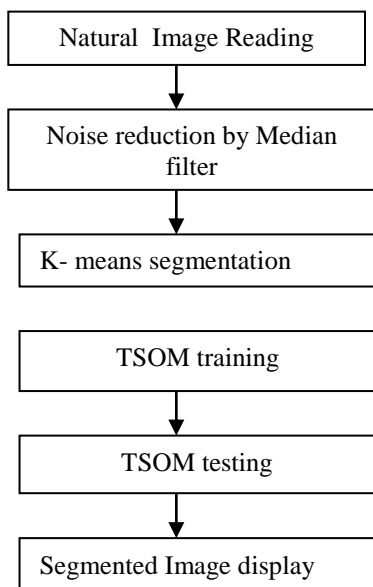 Natural  Image Reading
Noise reduction by Median
filter
K- means segmentation
TSOM training
TSOM testing
Segmented Image display